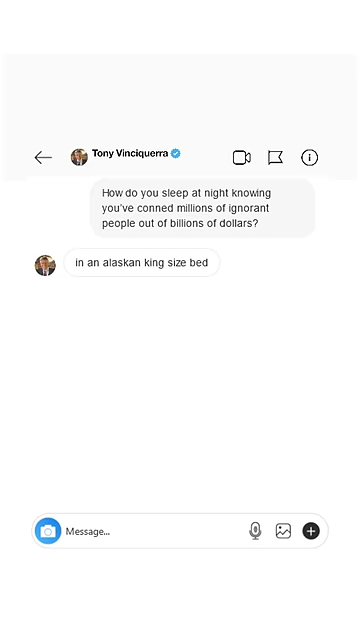 Tony Vinciquerra
How do you sleep at night knowing
you've conned millions of ignorant
people out of billions of dollars?
in an alaskan king size bed
Message...